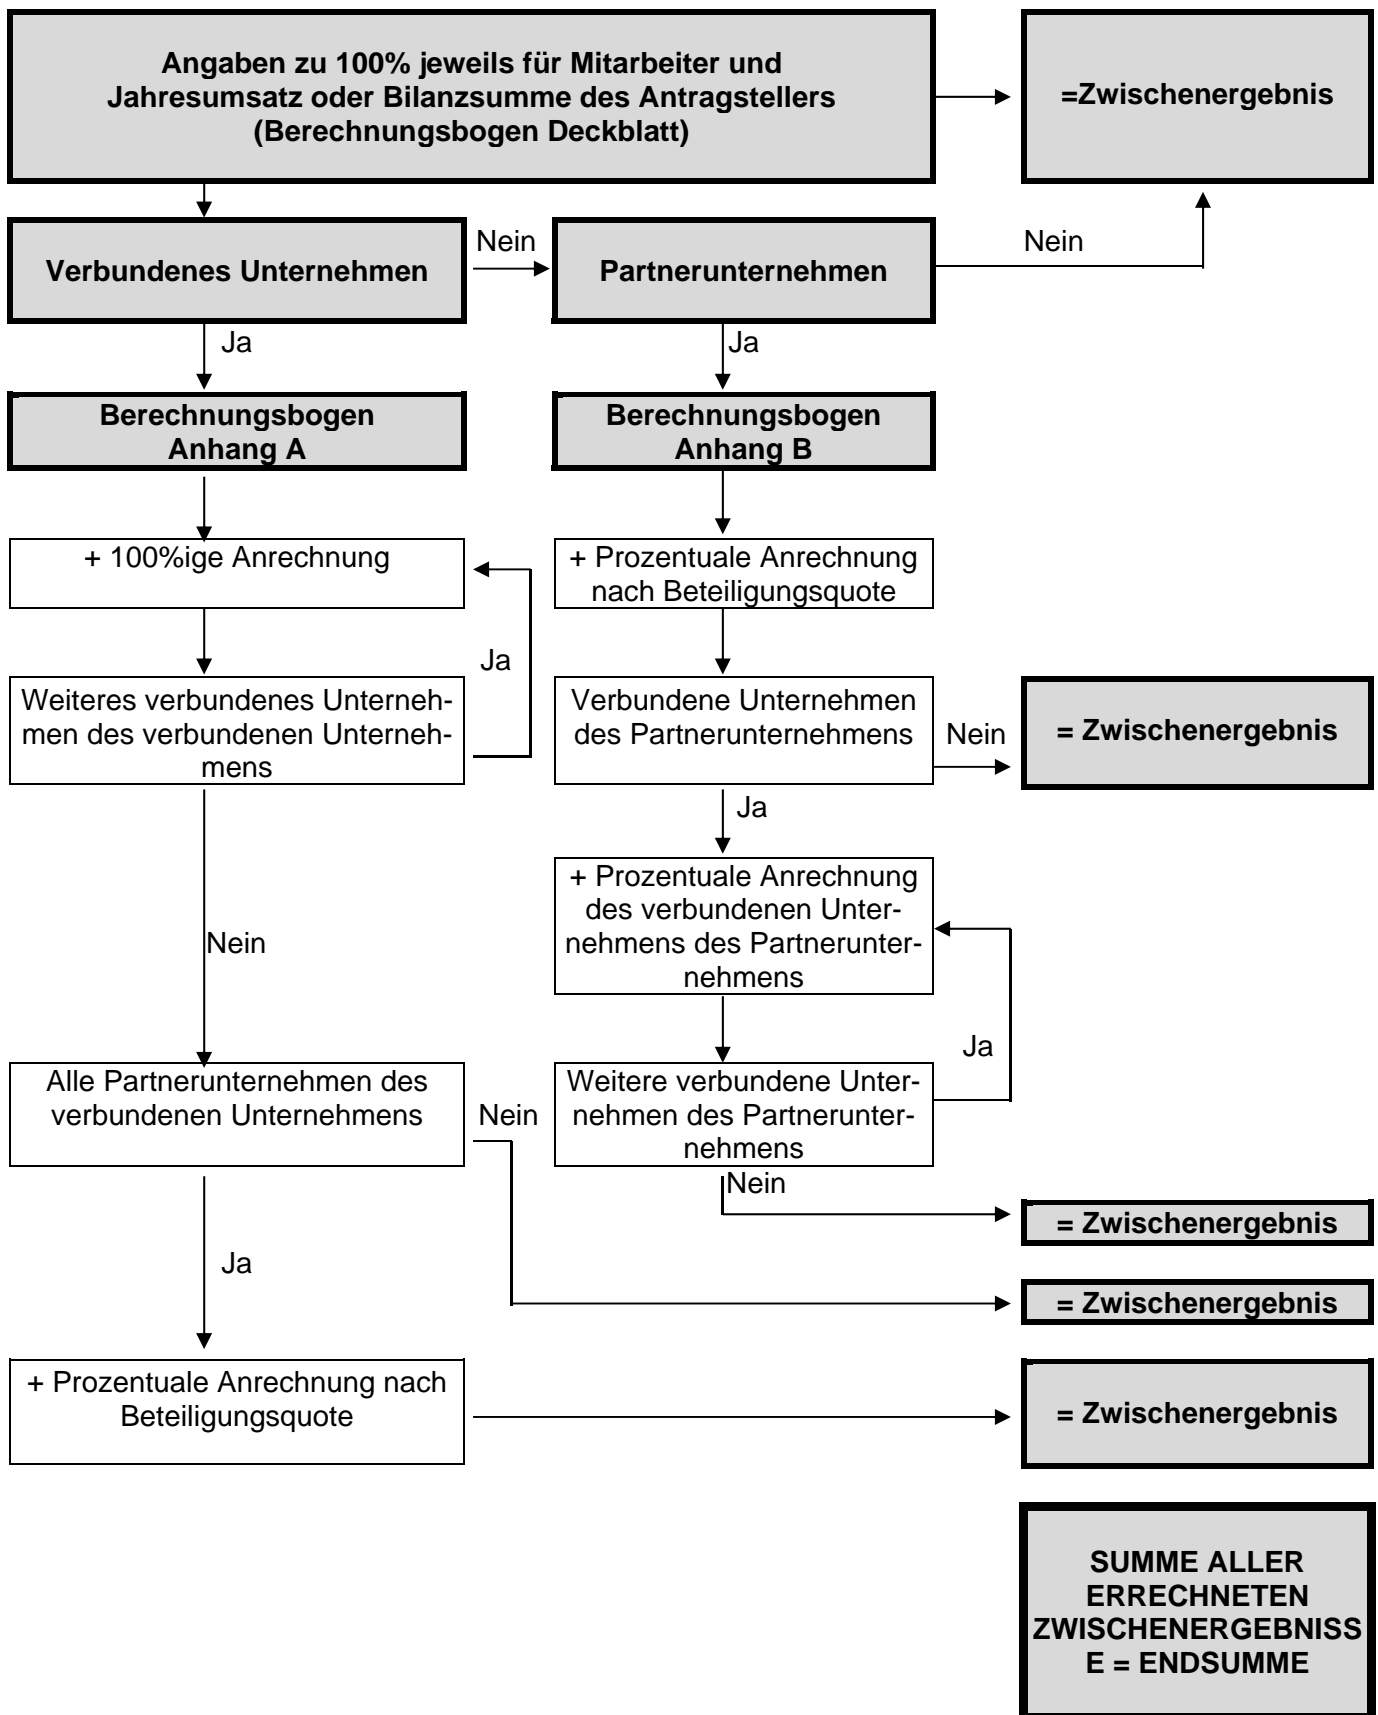 Angaben zu 100% jeweils für Mitarbeiter und
Jahresumsatz oder Bilanzsumme des Antragstellers
(Berechnungsbogen Deckblatt)
=Zwischenergebnis
Verbundenes Unternehmen
Nein
Partnerunternehmen
Nein
Ja
Ja
Berechnungsbogen
Anhang A
Berechnungsbogen
Anhang B
+ 100%ige Anrechnung
+ Prozentuale Anrechnung
nach Beteiligungsquote
Ja
Weiteres verbundenes Unterneh-
men des verbundenen Unterneh-
mens
Verbundene Unternehmen
des Partnerunternehmens
Nein
= Zwischenergebnis
Ja
+ Prozentuale Anrechnung
des verbundenen Unter-
nehmens des Partnerunter-
nehmens
Nein
Ja
Alle Partnerunternehmen des
verbundenen Unternehmens
Nein
Weitere verbundene Unter-
nehmen des Partnerunter-
nehmens
Nein
= Zwischenergebnis
Ja
= Zwischenergebnis
+ Prozentuale Anrechnung nach
Beteiligungsquote
= Zwischenergebnis
SUMME ALLER
ERRECHNETEN
ZWISCHENERGEBNISS
E = ENDSUMME